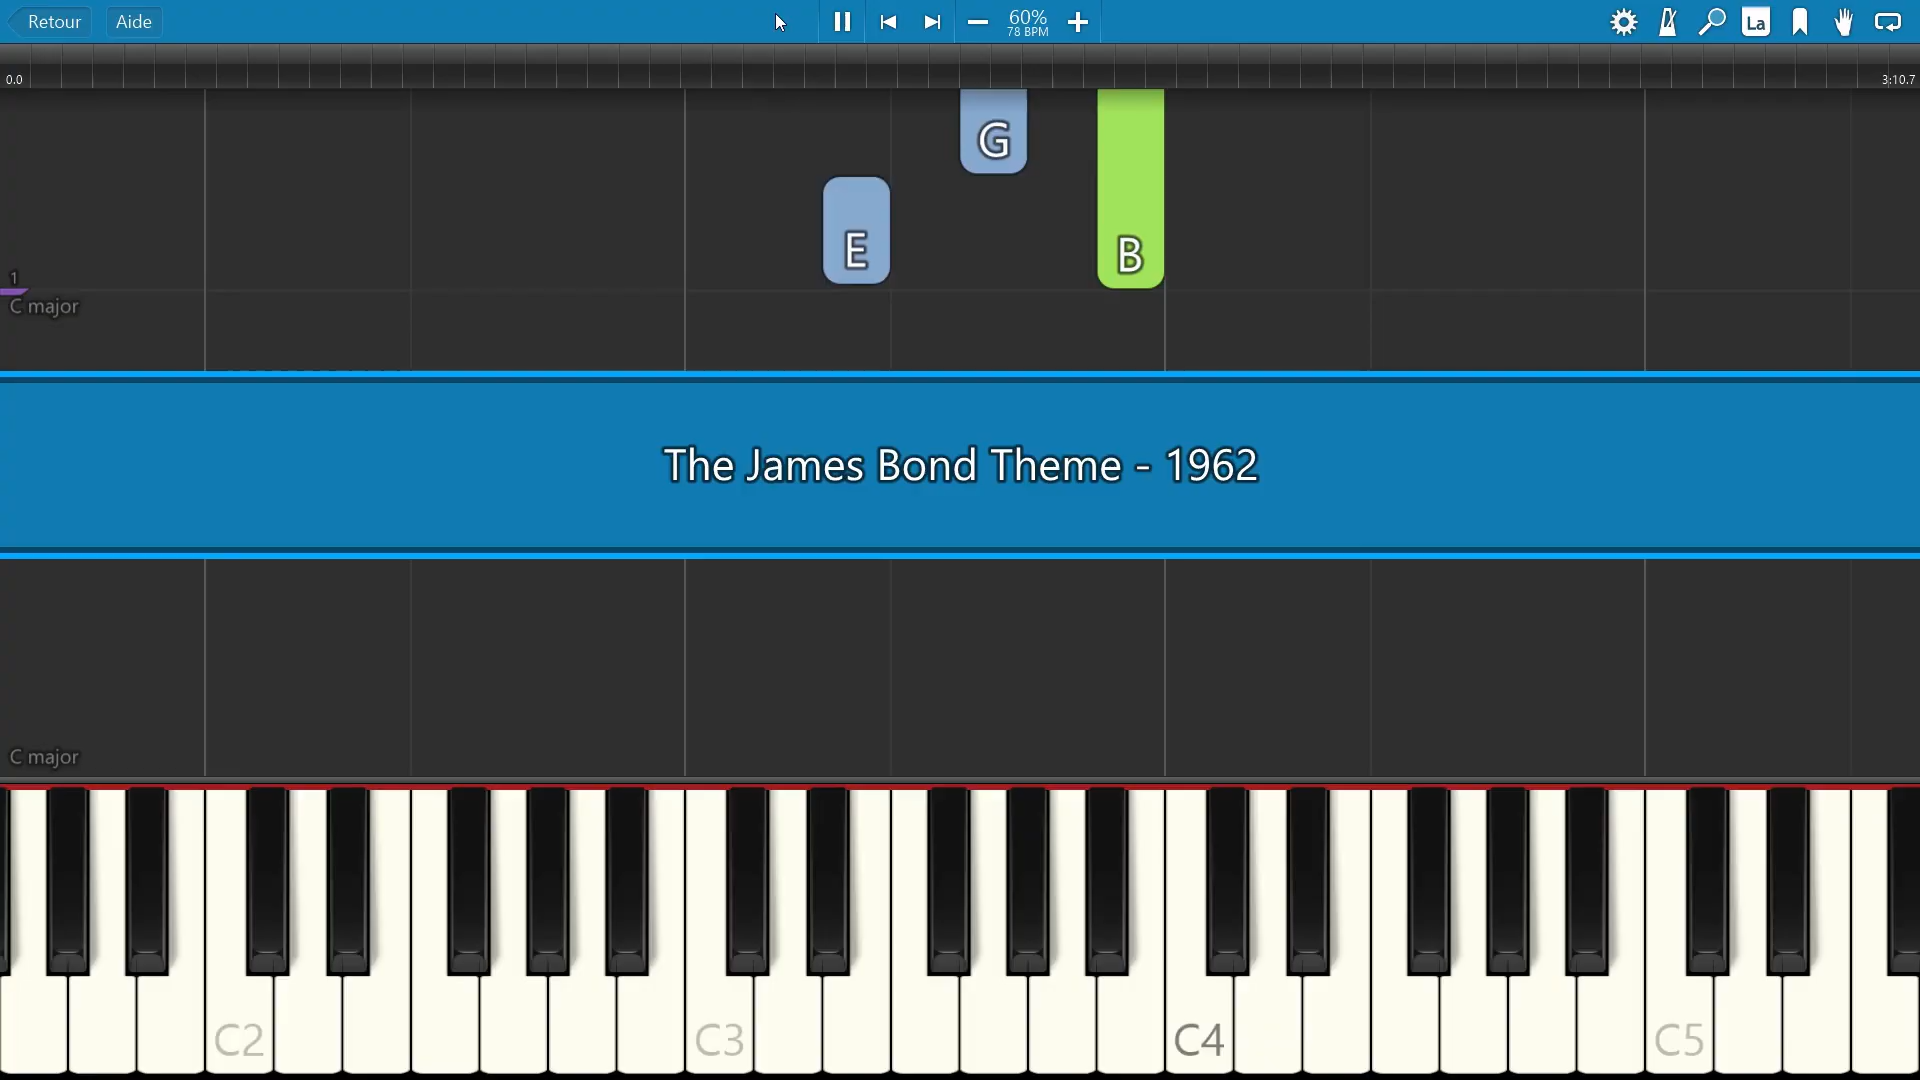 Retour
Aide
60%
78 BPM
La
0.0
3:10.7
G
E
B
1
C major
The James Bond Theme - 1962
C major
C2
C3
C4
C5